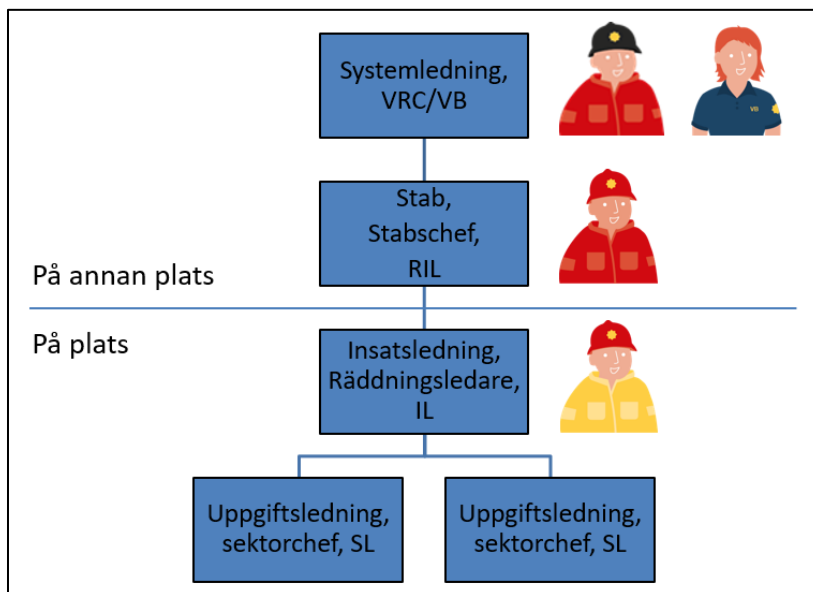 Systemledning,
VRC/VB
VB
Stab,
Stabschef,
RIL
På annan plats
På plats
Insatsledning,
Räddningsledare,
IL
Uppgiftsledning,
sektorchef, SL
Uppgiftsledning,
sektorchef, SL